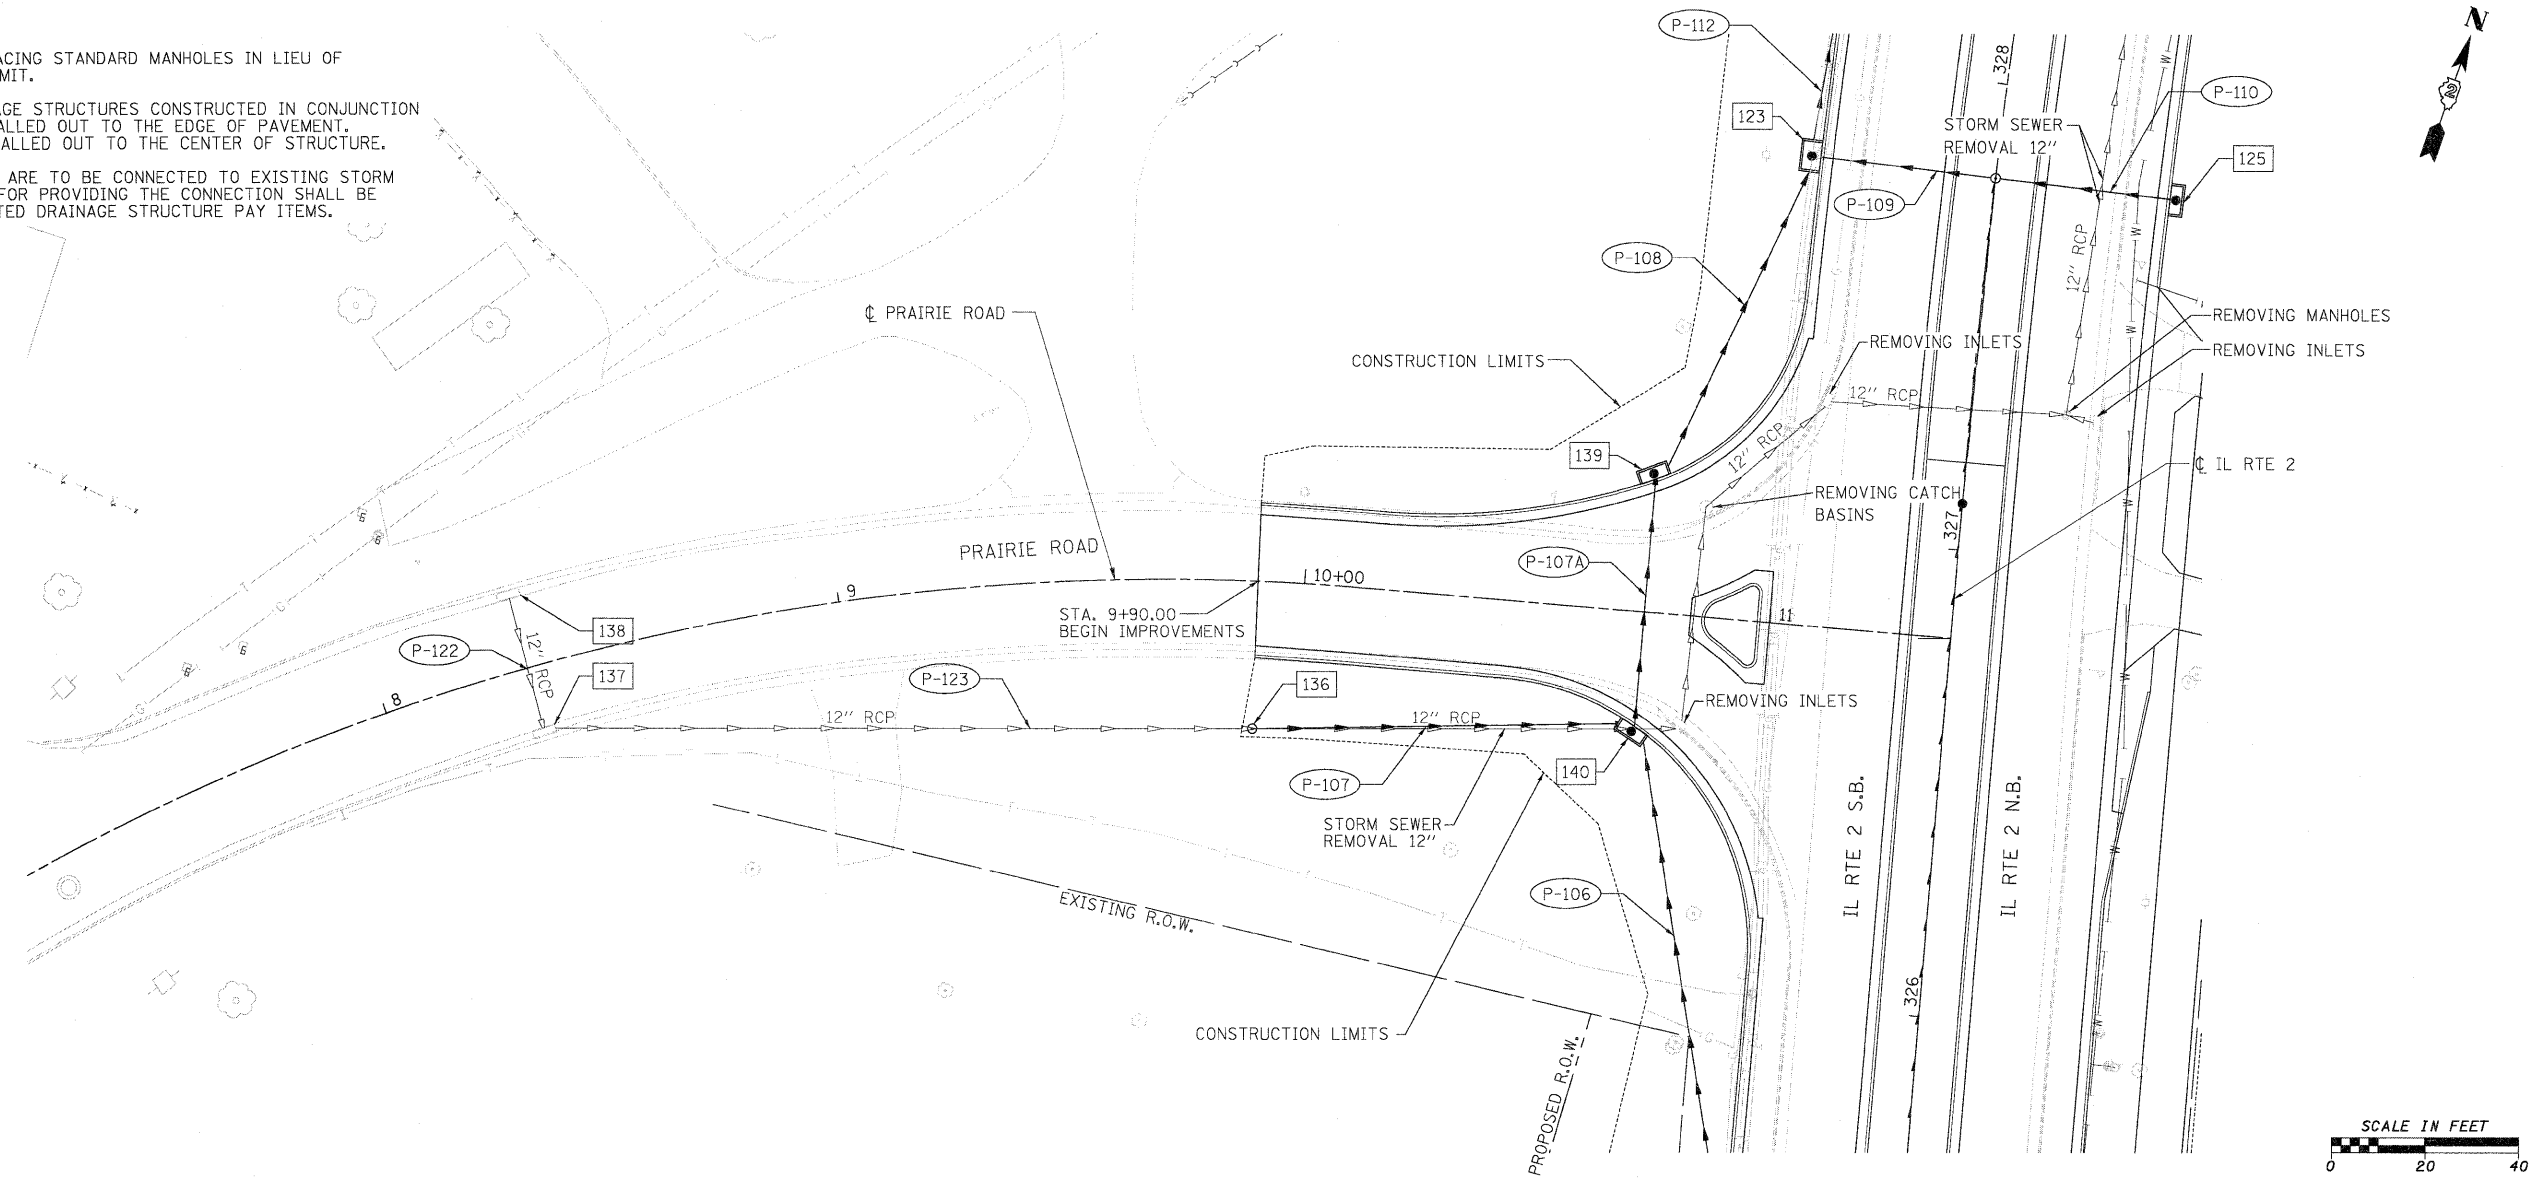 ACING STANDARD MANHOLES IN LIEU OF
MIT.
AGE STRUCTURES CONSTRUCTED IN CONJUNCTION
ALLED OUT TO THE EDGE OF PAVEMENT.
ALLED OUT TO THE CENTER OF STRUCTURE.
ARE TO BE CONNECTED TO EXISTING STORM
FOR PROVIDING THE CONNECTION SHALL BE
TED DRAINAGE STRUCTURE PAY ITEMS.
P-112
N
2
328
P-110
123
STORM SEWER
REMOVAL 12"
125
P-109
P-108
12" RCP
℄ PRAIRIE ROAD
REMOVING MANHOLES
REMOVING INLETS
REMOVING INLETS
CONSTRUCTION LIMITS
12" RCP
12" RCP
139
℄ IL RTE 2
REMOVING CATCH
BASINS
327
PRAIRIE ROAD
P-107A
10+00
9
STA. 9+90.00
BEGIN IMPROVEMENTS
11
138
12" RCP
P-122
137
P-123
136
8
REMOVING INLETS
12" RCP
12" RCP
140
P-107
STORM SEWER
REMOVAL 12"
IL RTE 2 S.B.
IL RTE 2 N.B.
P-106
EXISTING R.O.W.
326
CONSTRUCTION LIMITS
PROPOSED R.O.W.
SCALE IN FEET
0 20 40